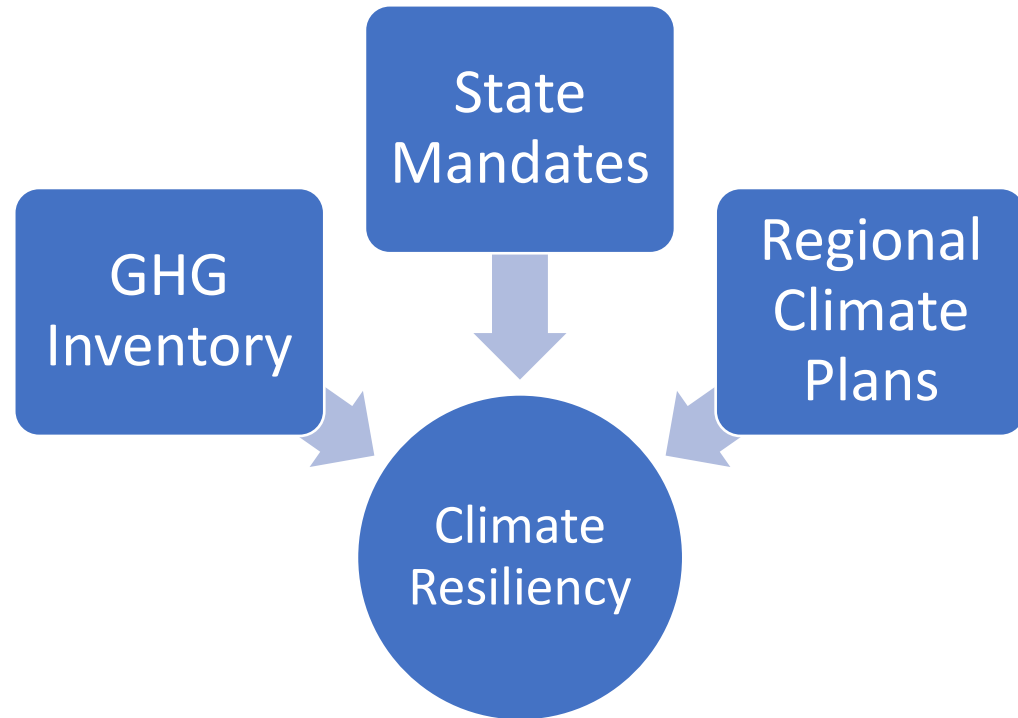 State
Mandates
GHG
Inventory
Regional
Climate
Plans
Climate
Resiliency